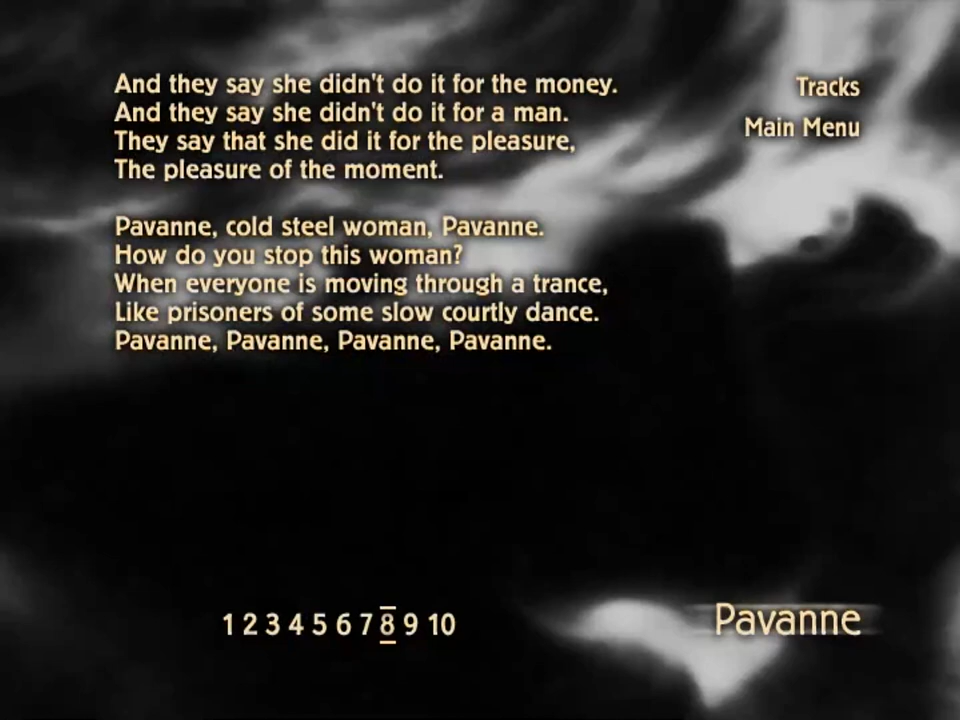 And they say she didn't do it for the money.
And they say she didn't do it for a man.
They say that she did it for the pleasure,
The pleasure of the moment.
Pavanne, cold steel woman, Pavanne.
How do you stop this woman?
When everyone is moving through a trance,
Like prisoners of some slow courtly dance.
Pavanne, Pavanne, Pavanne, Pavanne.
Tracks
Main Menu
1 2 3 4 5 6 7 8 9 10
Pavanne